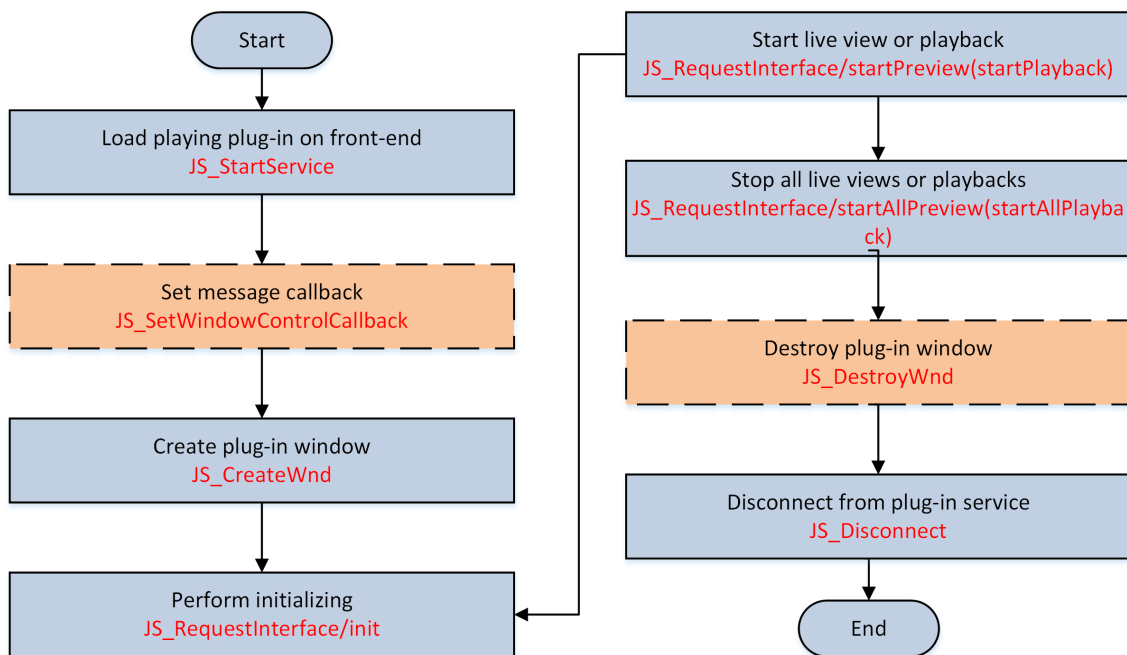 Start
Load playing plug-in on front-end
JS_StartService
Set message callback
JS_SetWindowControlCallback
Create plug-in window
JS_CreateWnd
Perform initializing
JS_RequestInterface/init
Start live view or playback
JS_RequestInterface/startPreview(startPlayback)
Stop all live views or playbacks
JS_RequestInterface/startAllPreview(startAllPlayba
ck)
Destroy plug-in window
JS_DestroyWnd
Disconnect from plug-in service
JS_Disconnect
End